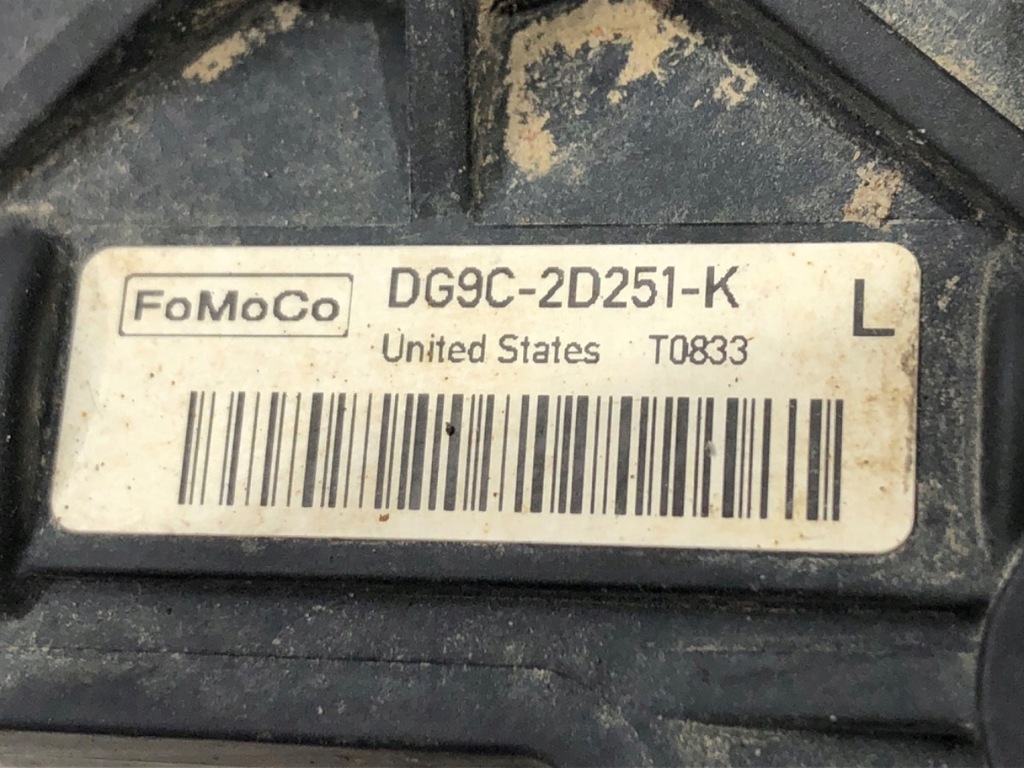 FoMoCo DG9C-2D251-K L
United States T0833